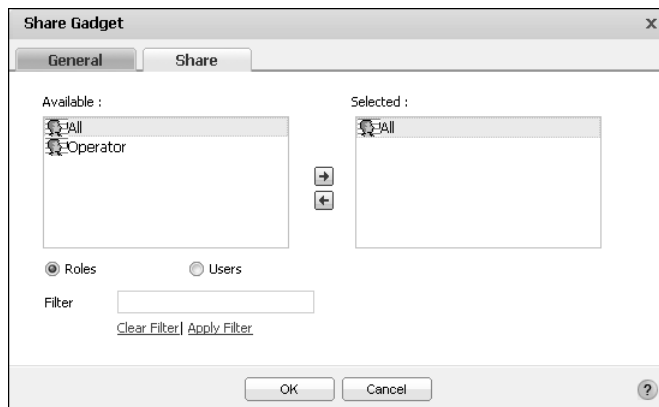 Share Gadget x
General Share
Available : Selected :
All All
Operator
Roles Users
Filter
Clear Filter| Apply Filter
OK Cancel ?